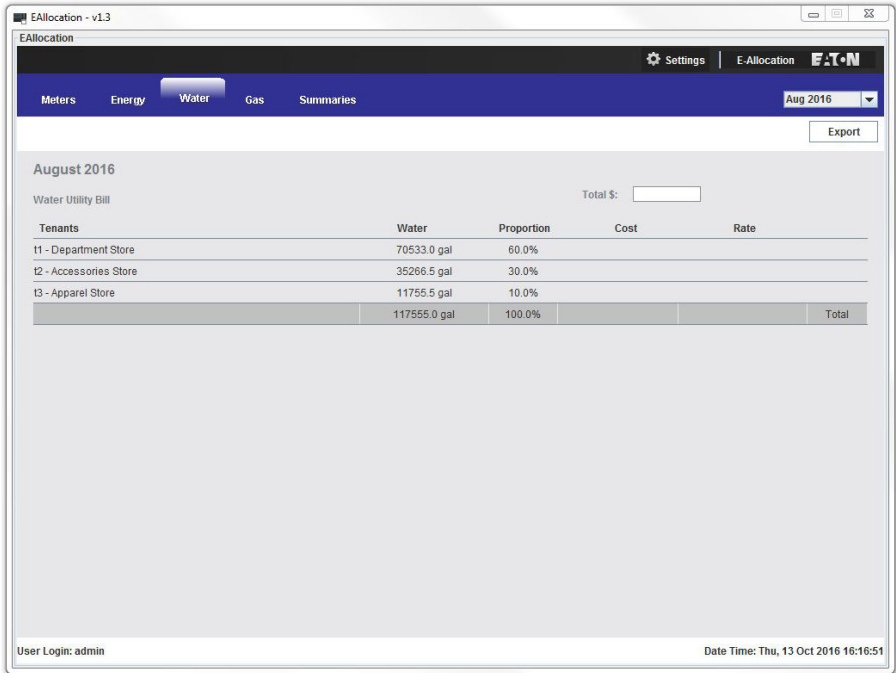 EAllocation - v1.3
EAllocation
Settings E-Allocation EATON
Meters Energy Water Gas Summaries Aug 2016
Export
August 2016
Water Utility Bill Total $:
Tenants Water Proportion Cost Rate
t1 - Department Store 70533.0 gal 60.0%
t2 - Accessories Store 35266.5 gal 30.0%
t3 - Apparel Store 11755.5 gal 10.0%
117555.0 gal 100.0% Total
User Login: admin Date Time: Thu, 13 Oct 2016 16:16:51